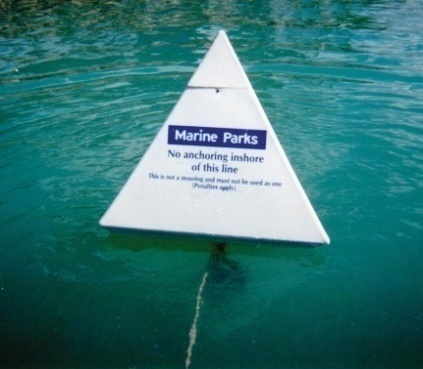 Marine Parks
No anchoring inshore
of this line
This is not a mooring and must not be used as one
(Penalties apply)